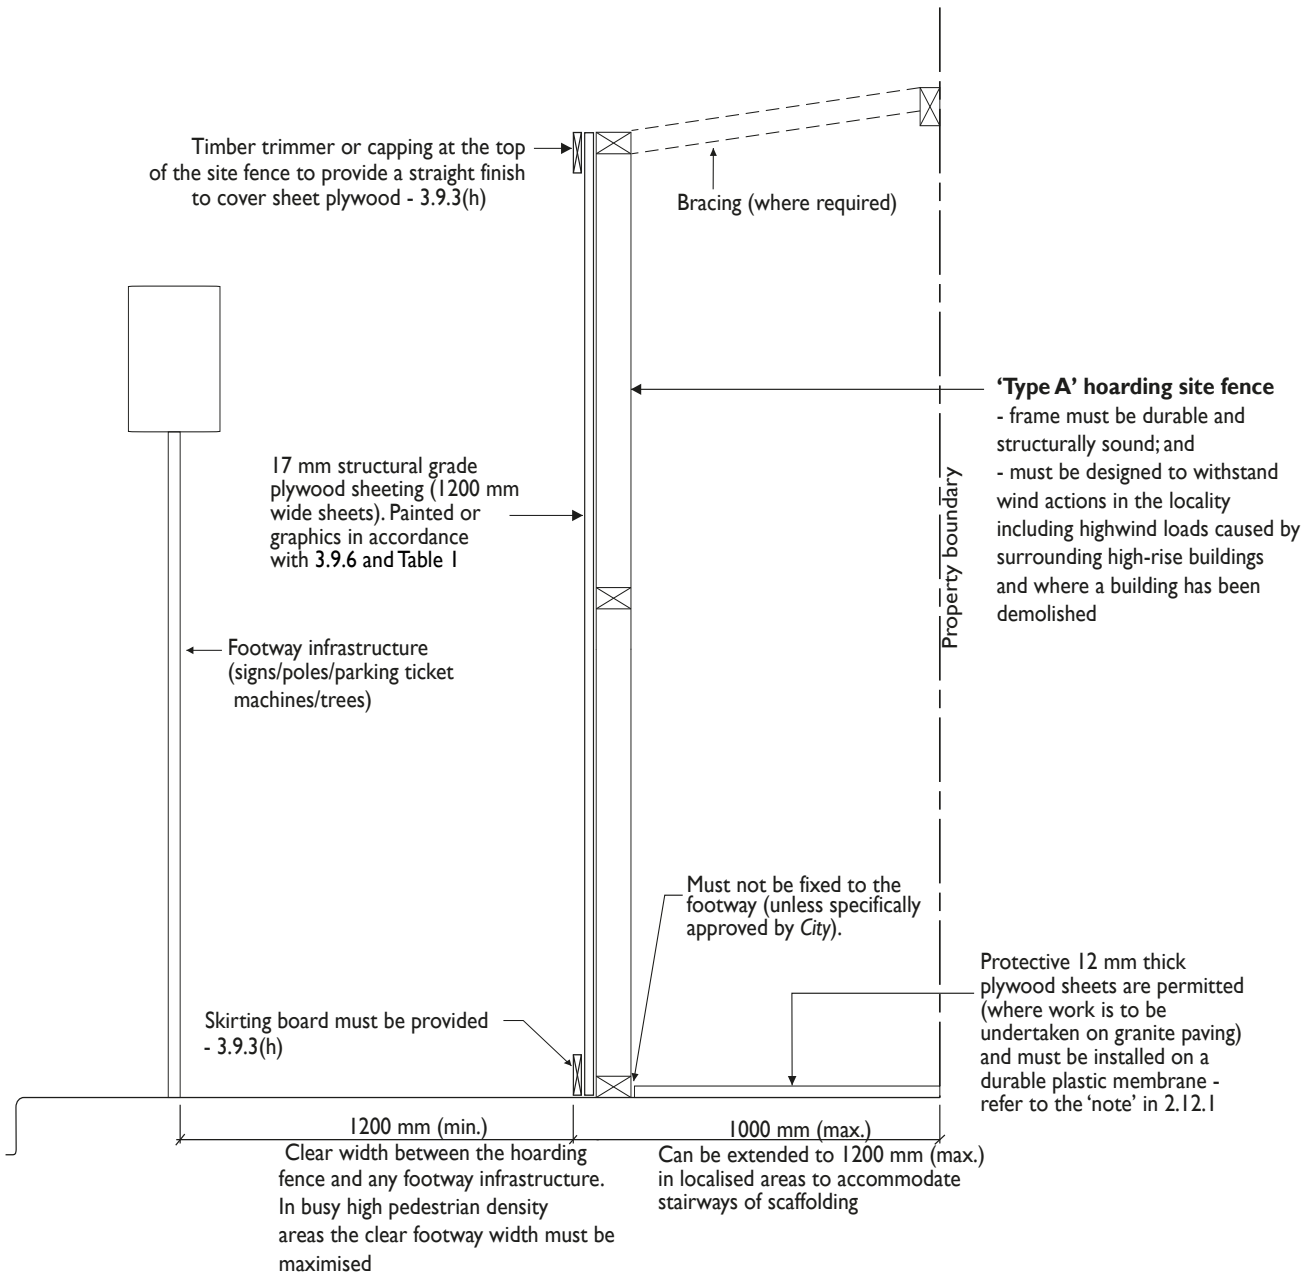 Timber trimmer or capping at the top
of the site fence to provide a straight finish
to cover sheet plywood - 3.9.3(h)
Bracing (where required)
'Type A' hoarding site fence
- frame must be durable and
structurally sound; and
- must be designed to withstand
wind actions in the locality
including highwind loads caused by
surrounding high-rise buildings
and where a building has been
demolished
17 mm structural grade
plywood sheeting (1200 mm
wide sheets). Painted or
graphics in accordance
with 3.9.6 and Table 1
Property boundary
Footway infrastructure
(signs/poles/parking ticket
machines/trees)
Must not be fixed to the
footway (unless specifically
approved by City).
Protective 12 mm thick
plywood sheets are permitted
(where work is to be
undertaken on granite paving)
and must be installed on a
durable plastic membrane -
refer to the 'note' in 2.12.1
Skirting board must be provided
- 3.9.3(h)
1200 mm (min.)
Clear width between the hoarding
fence and any footway infrastructure.
In busy high pedestrian density
areas the clear footway width must be
maximised
1000 mm (max.)
Can be extended to 1200 mm (max.)
in localised areas to accommodate
stairways of scaffolding